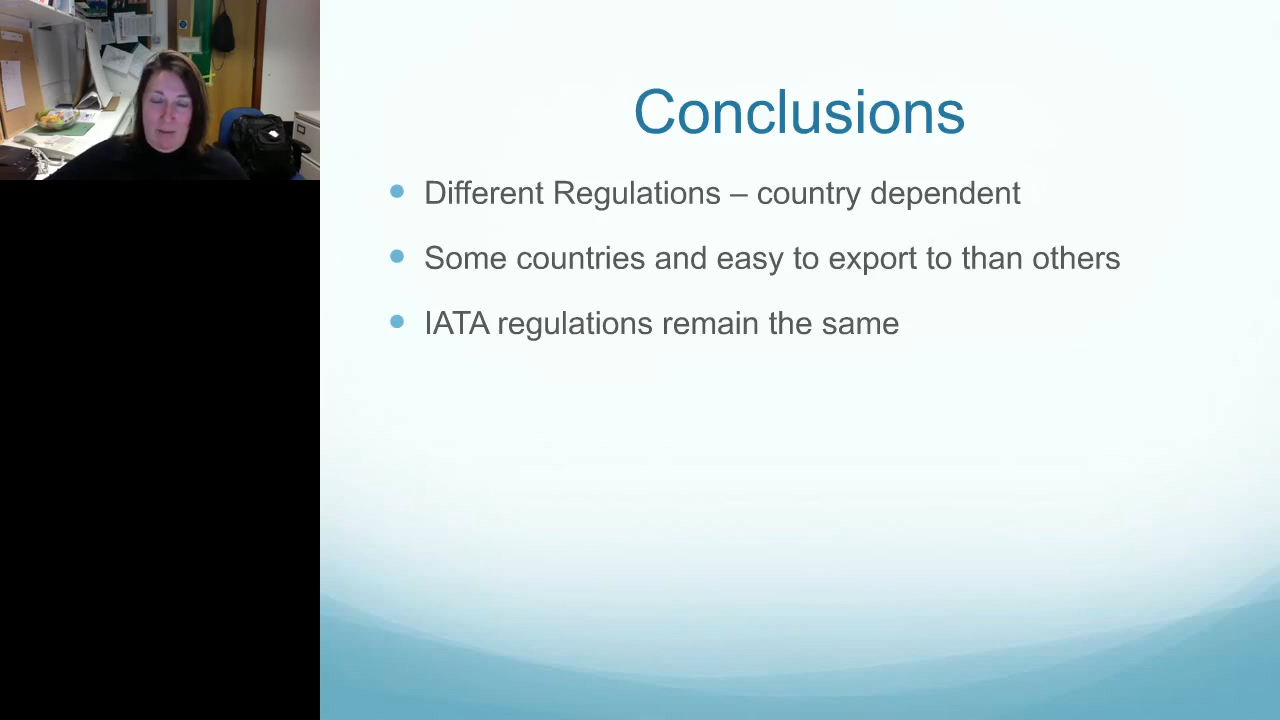 Conclusions
Different Regulations – country dependent
Some countries and easy to export to than others
IATA regulations remain the same